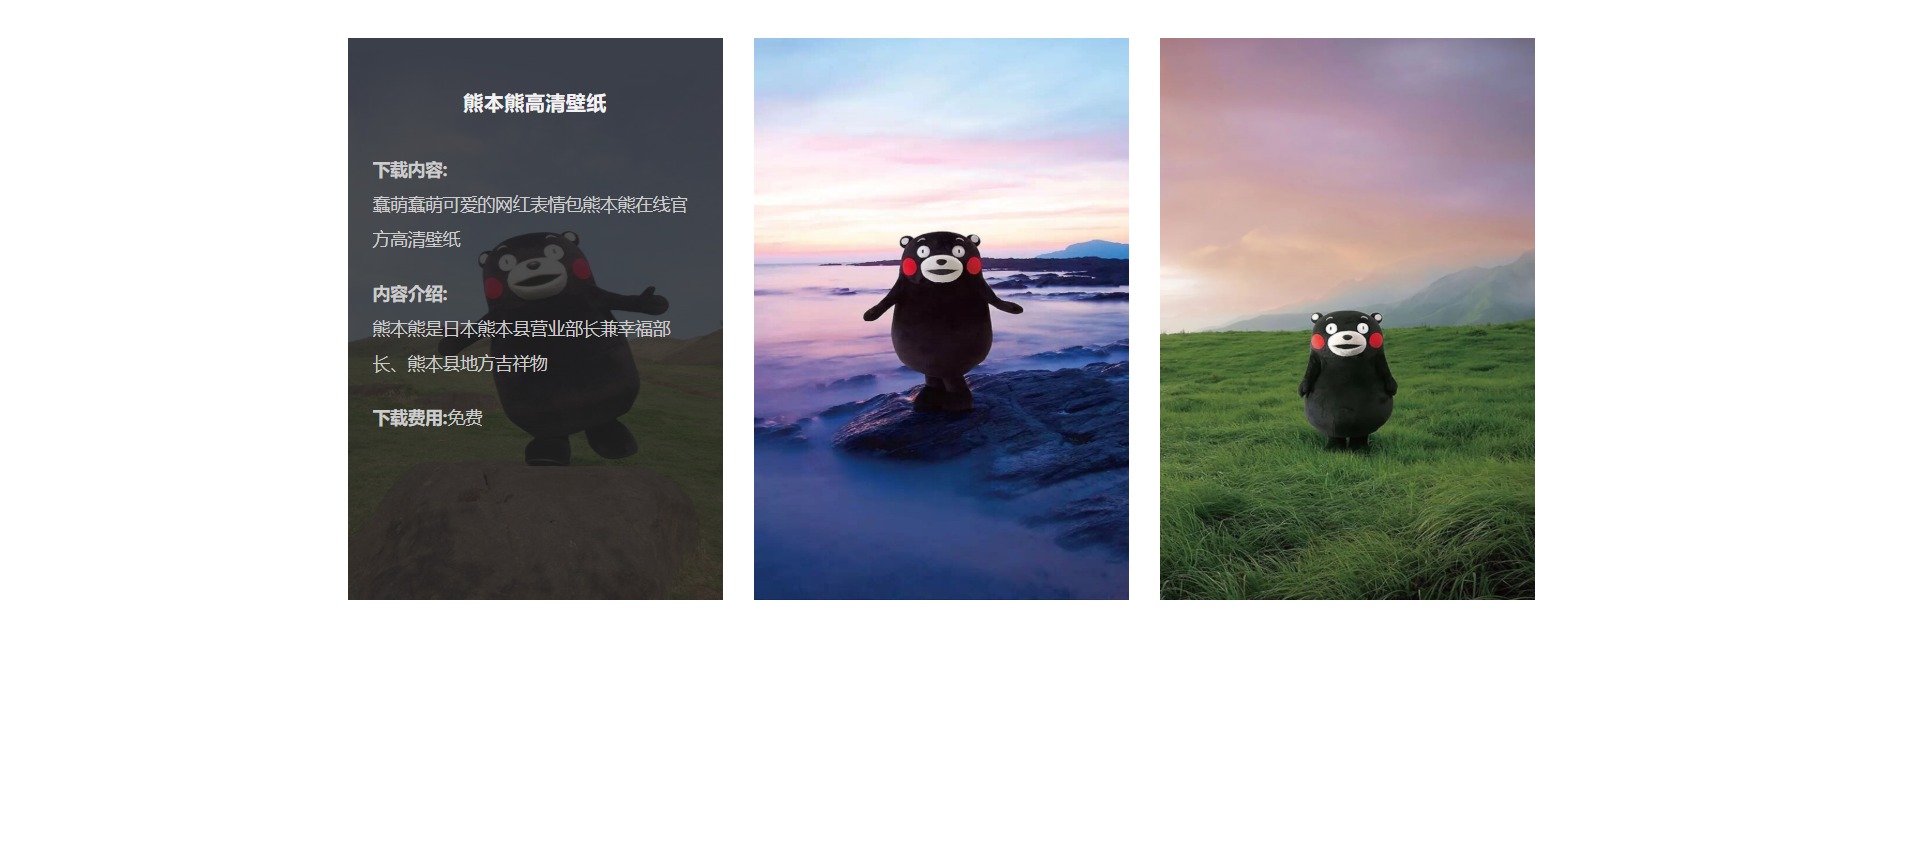 熊本熊高清壁纸
下载内容:
蠢萌蠢萌可爱的网红表情包熊本熊在线官
方高清壁纸
内容介绍:
熊本熊是日本熊本县营业部长兼幸福部
长、熊本县地方吉祥物
下载费用:免费